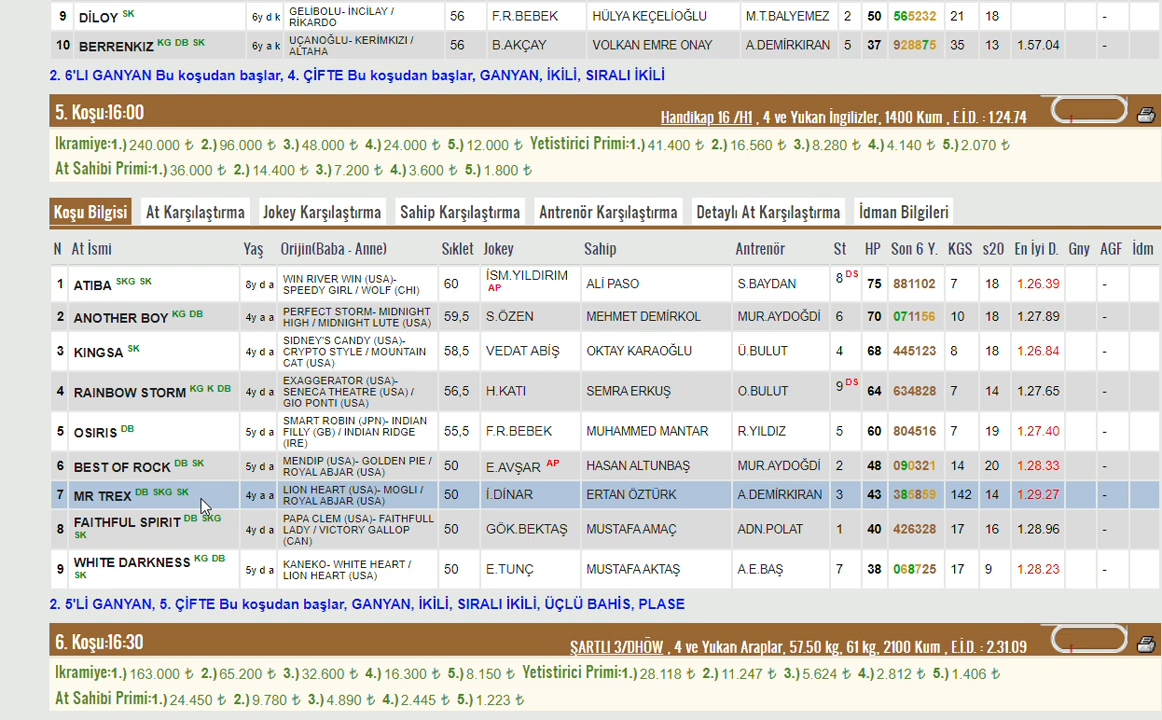 9 DİLOY SK 6y d k GELİBOLU- İNCİLAY / RİKARDO 56 F.R.BEBEK HÜLYA KEÇELİOĞLU M.T.BALYEMEZ 2 50 565232 21 18 -
10 BERRENKIZ KG DB SK 6y a k UÇANOĞLU- KERİMKIZI / ALTAHA 56 B.AKÇAY VOLKAN EMRE ONAY A.DEMİRKIRAN 5 37 928875 35 13 1.57.04 -
2. 6'LI GANYAN Bu koşudan başlar, 4. ÇİFTE Bu koşudan başlar, GANYAN, İKİLİ, SIRALI İKİLİ
5. Koşu:16:00 Handikap 16 /H1 , 4 ve Yukarı İngilizler, 1400 Kum , E.İ.D. : 1.24.74
Ikramiye:1.) 240.000 ₺ 2.) 96.000 ₺ 3.) 48.000 ₺ 4.) 24.000 ₺ 5.) 12.000 ₺ Yetistirici Primi:1.) 41.400 ₺ 2.) 16.560 ₺ 3.) 8.280 ₺ 4.) 4.140 ₺ 5.) 2.070 ₺
At Sahibi Primi:1.) 36.000 ₺ 2.) 14.400 ₺ 3.) 7.200 ₺ 4.) 3.600 ₺ 5.) 1.800 ₺
Koşu Bilgisi At Karşılaştırma Jokey Karşılaştırma Sahip Karşılaştırma Antrenör Karşılaştırma Detaylı At Karşılaştırma İdman Bilgileri
N At İsmi Yaş Orijin(Baba - Anne) Sıklet Jokey Sahip Antrenör St HP Son 6 Y. KGS s20 En İyi D. Gny AGF İdm
1 ATIBA SKG SK 8y d a WIN RIVER WIN (USA)- SPEEDY GIRL / WOLF (CHI) 60 İSM.YILDIRIM AP ALİ PASO S.BAYDAN 8 DS 75 881102 7 18 1.26.39 -
2 ANOTHER BOY KG DB 4y a a PERFECT STORM- MIDNIGHT HIGH / MIDNIGHT LUTE (USA) 59,5 S.ÖZEN MEHMET DEMİRKOL MUR.AYDOĞDİ 6 70 071156 10 18 1.27.89 -
3 KINGSA SK 4y d a SIDNEY'S CANDY (USA)- CRYPTO STYLE / MOUNTAIN CAT (USA) 58,5 VEDAT ABİŞ OKTAY KARAOĞLU Ü.BULUT 4 68 445123 8 18 1.26.84 -
4 RAINBOW STORM KG K DB 4y d a EXAGGERATOR (USA)- SENECA THEATRE (USA) / GIO PONTI (USA) 56,5 H.KATI SEMRA ERKUŞ O.BULUT 9 DS 64 634828 7 14 1.27.65 -
5 OSIRIS DB 5y d a SMART ROBIN (JPN)- INDIAN FILLY (GB) / INDIAN RIDGE (IRE) 55,5 F.R.BEBEK MUHAMMED MANTAR R.YILDIZ 5 60 804516 7 19 1.27.40 -
6 BEST OF ROCK DB SK 5y d a MENDIP (USA)- GOLDEN PIE / ROYAL ABJAR (USA) 50 E.AVŞAR AP HASAN ALTUNBAŞ MUR.AYDOĞDİ 2 48 090321 14 20 1.28.33 -
7 MR TREX DB SKG SK 4y a a LION HEART (USA)- MOGLI / ROYAL ABJAR (USA) 50 İ.DİNAR ERTAN ÖZTÜRK A.DEMİRKIRAN 3 43 385859 142 14 1.29.27 -
8 FAITHFUL SPIRIT DB SKG SK 4y d a PAPA CLEM (USA)- FAITHFULL LADY / VICTORY GALLOP (CAN) 50 GÖK.BEKTAŞ MUSTAFA AMAÇ ADN.POLAT 1 40 426328 17 16 1.28.96 -
9 WHITE DARKNESS KG DB SK 5y d a KANEKO- WHITE HEART / LION HEART (USA) 50 E.TUNÇ MUSTAFA AKTAŞ A.E.BAŞ 7 38 068725 17 9 1.28.23 -
2. 5'Lİ GANYAN, 5. ÇİFTE Bu koşudan başlar, GANYAN, İKİLİ, SIRALI İKİLİ, ÜÇLÜ BAHİS, PLASE
6. Koşu:16:30 ŞARTLI 3/DHÖW , 4 ve Yukarı Araplar, 57.50 kg, 61 kg, 2100 Kum , E.İ.D. : 2.31.09
Ikramiye:1.) 163.000 ₺ 2.) 65.200 ₺ 3.) 32.600 ₺ 4.) 16.300 ₺ 5.) 8.150 ₺ Yetistirici Primi:1.) 28.118 ₺ 2.) 11.247 ₺ 3.) 5.624 ₺ 4.) 2.812 ₺ 5.) 1.406 ₺
At Sahibi Primi:1.) 24.450 ₺ 2.) 9.780 ₺ 3.) 4.890 ₺ 4.) 2.445 ₺ 5.) 1.223 ₺